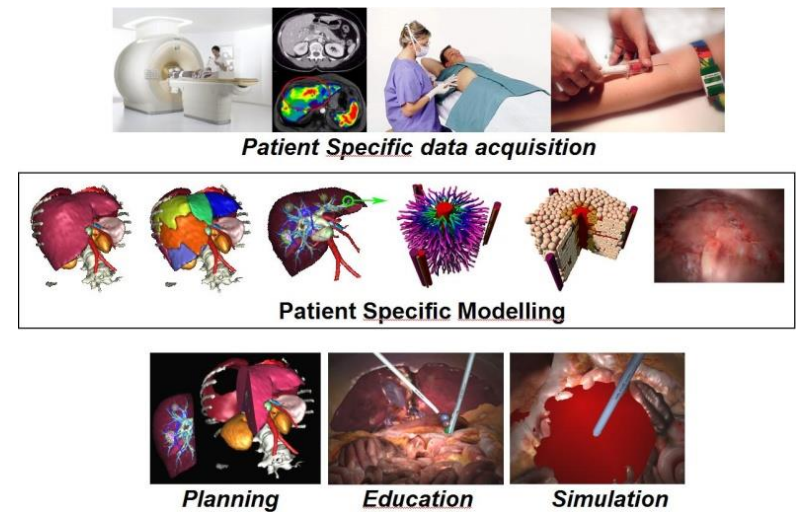 Patient Specific data acquisition
Patient Specific Modelling
Planning
Education
Simulation